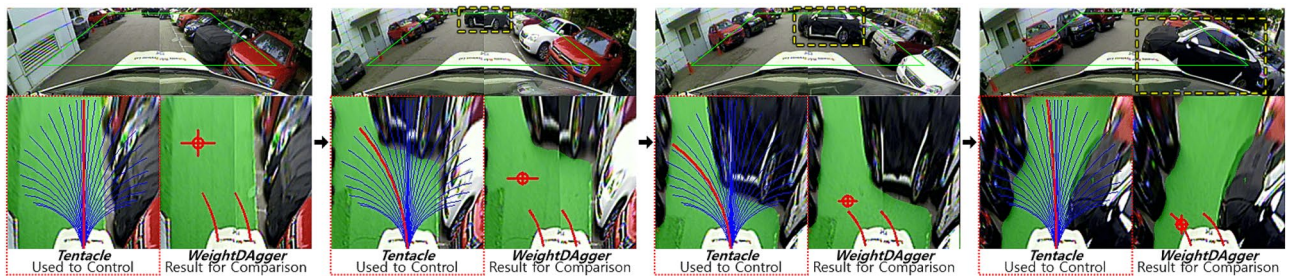 Tentacle
Used to Control
WeightDAgger
Result for Comparison
Tentacle
Used to Control
WeightDAgger
Result for Comparison
Tentacle
Used to Control
WeightDAgger
Result for Comparison
Tentacle
Used to Control
WeightDAgger
Result for Comparison